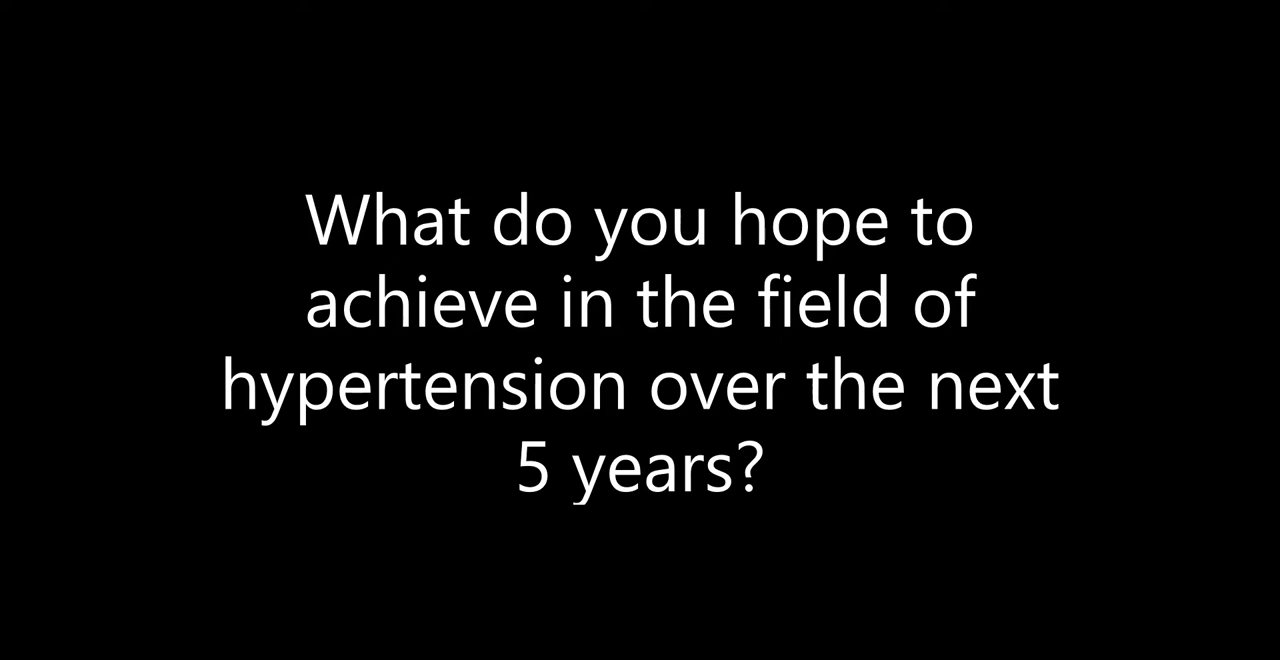 What do you hope to
achieve in the field of
hypertension over the next
5 years?